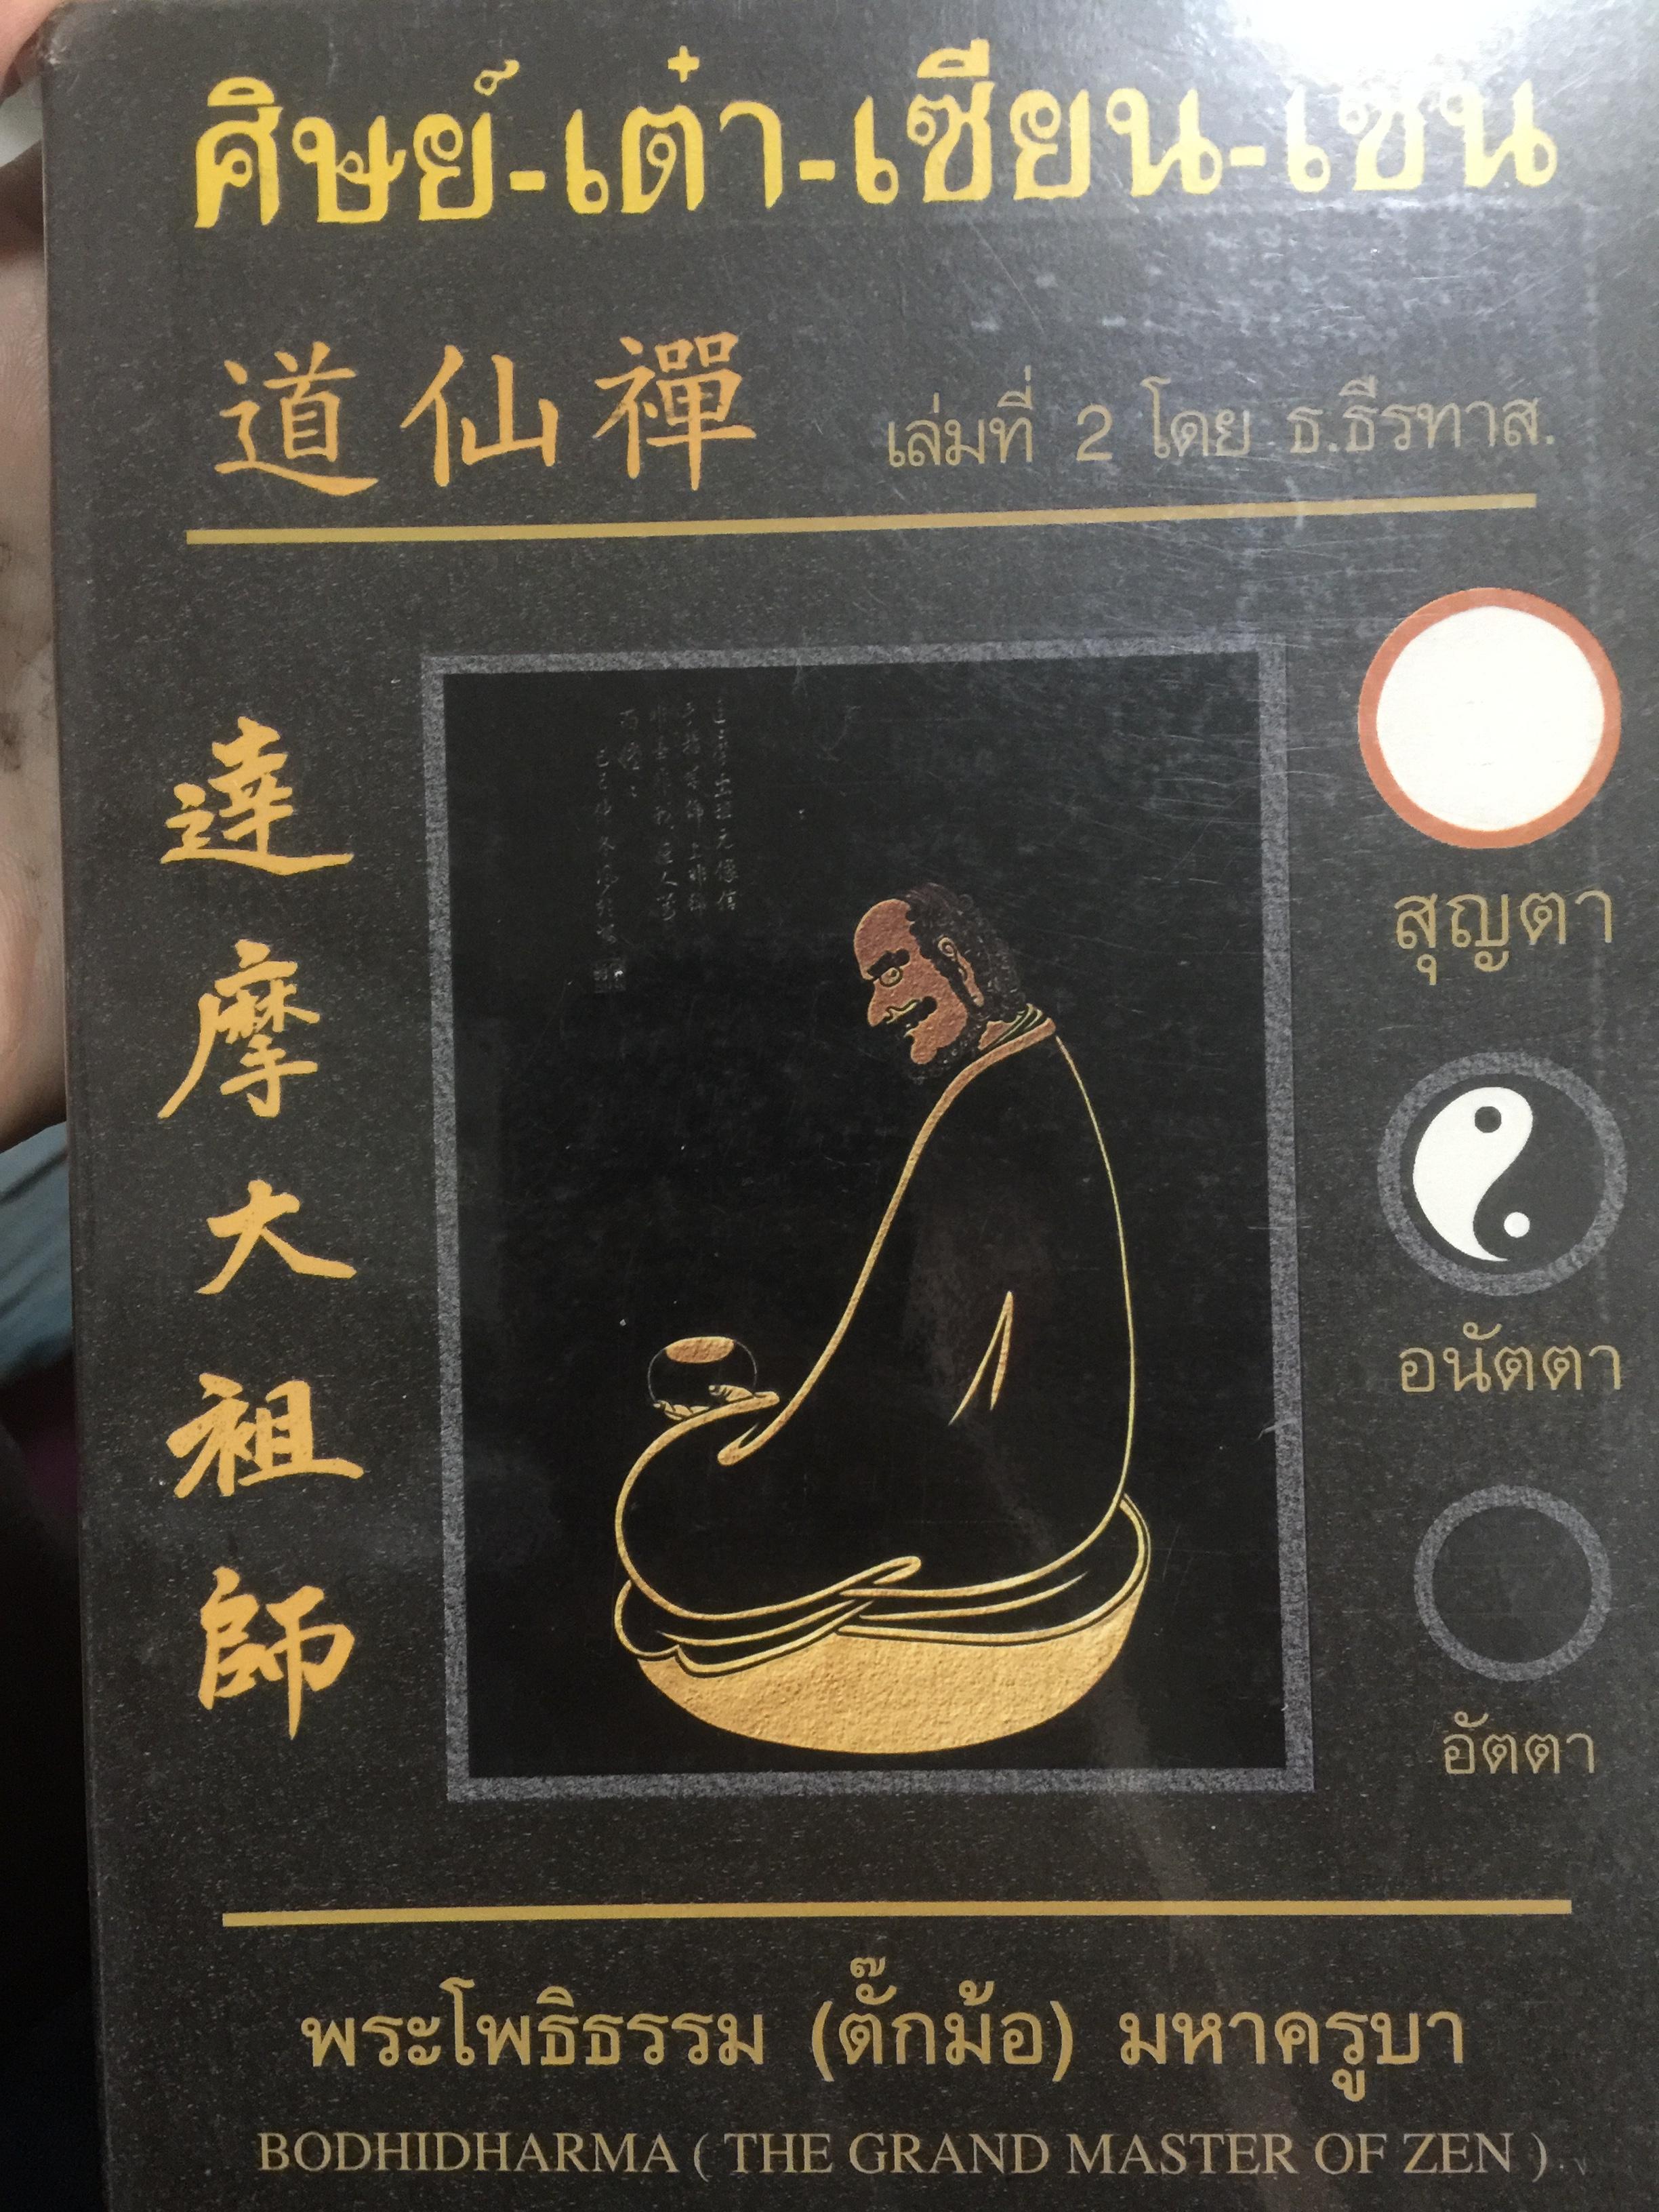 ศิษย์-เต๋า-เซียน-เซ็น
道仙禪
เล่มที่ 2 โดย ธ.ธีรทาส.
達摩大祖師
สุญตา
อนัตตา
อัตตา
พระโพธิธรรม (ตั๊กม้อ) มหาครูบา
BODHIDHARMA ( THE GRAND MASTER OF ZEN )